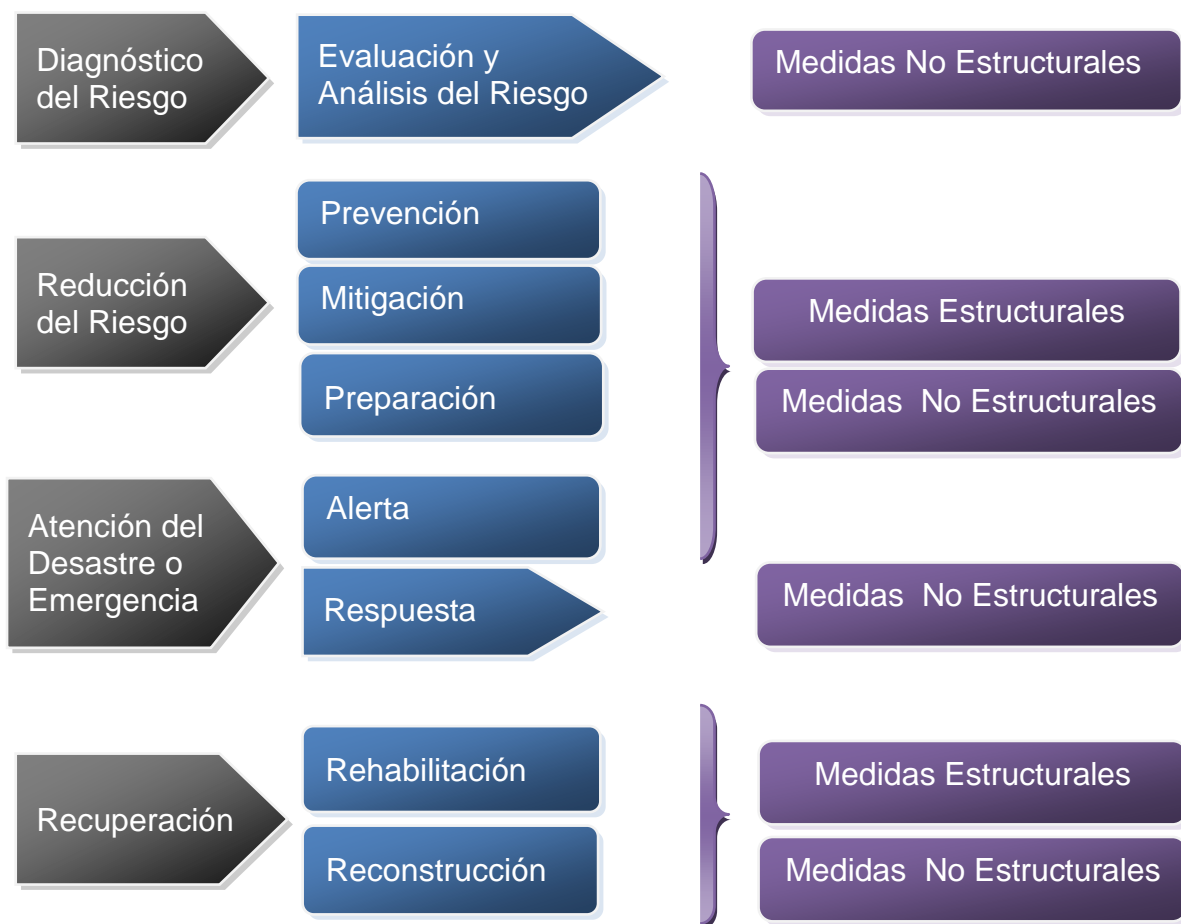 Diagnóstico
del Riesgo
Evaluación y
Análisis del Riesgo
Medidas No Estructurales
Reducción
del Riesgo
Prevención
Mitigación
Preparación
Medidas Estructurales
Medidas  No Estructurales
Atención del
Desastre o
Emergencia
Alerta
Respuesta
Medidas  No Estructurales
Recuperación
Rehabilitación
Reconstrucción
Medidas Estructurales
Medidas  No Estructurales